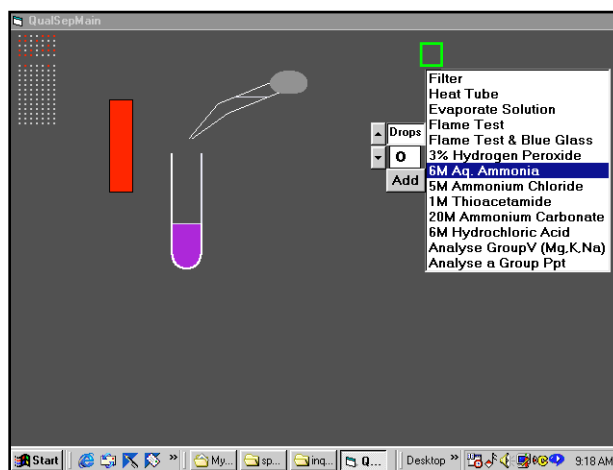 QualSepMain
Filter
Heat Tube
Evaporate Solution
Flame Test
Flame Test & Blue Glass
3% Hydrogen Peroxide
6M Aq. Ammonia
5M Ammonium Chloride
1M Thioacetamide
20M Ammonium Carbonate
6M Hydrochloric Acid
Analyse GroupV (Mg,K,Na)
Analyse a Group Ppt
Drops
0
Add
Start
»
My...
sp...
inq...
Q...
Desktop »
9:18 AM